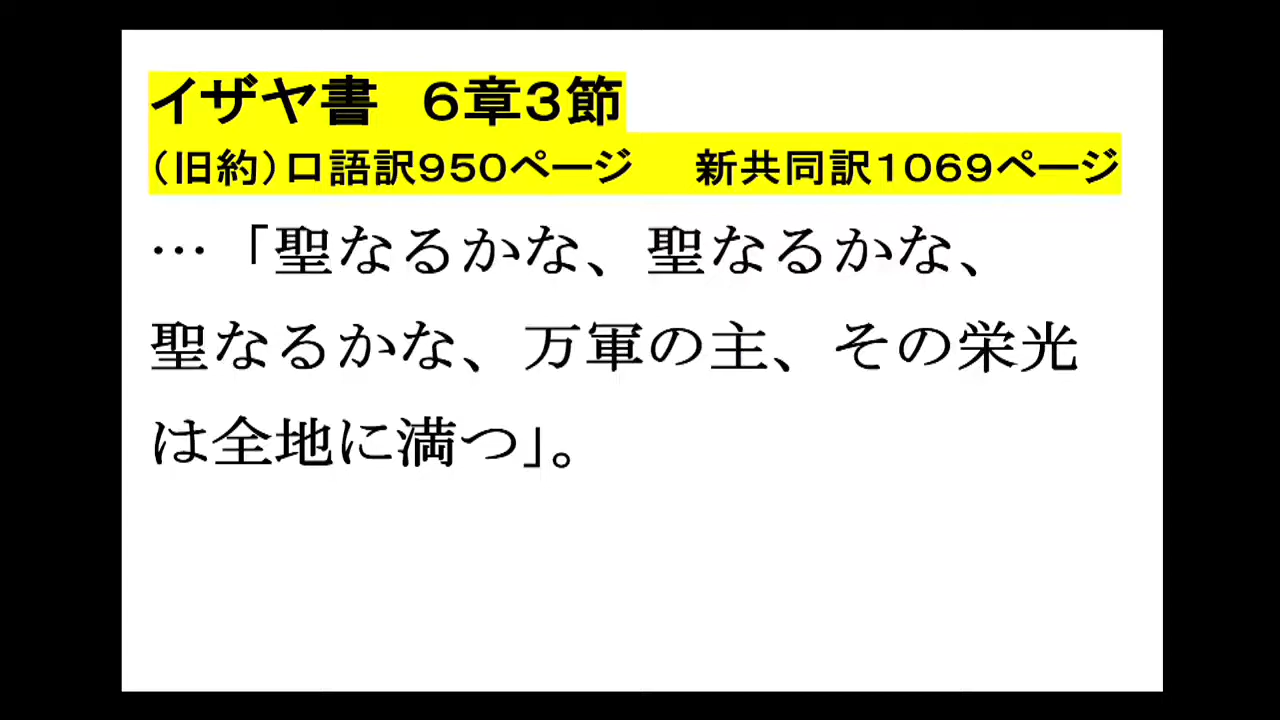 イザヤ書　６章３節
（旧約）口語訳９５０ページ　新共同訳１０６９ページ
…「聖なるかな、聖なるかな、
聖なるかな、万軍の主、その栄光
は全地に満つ」。